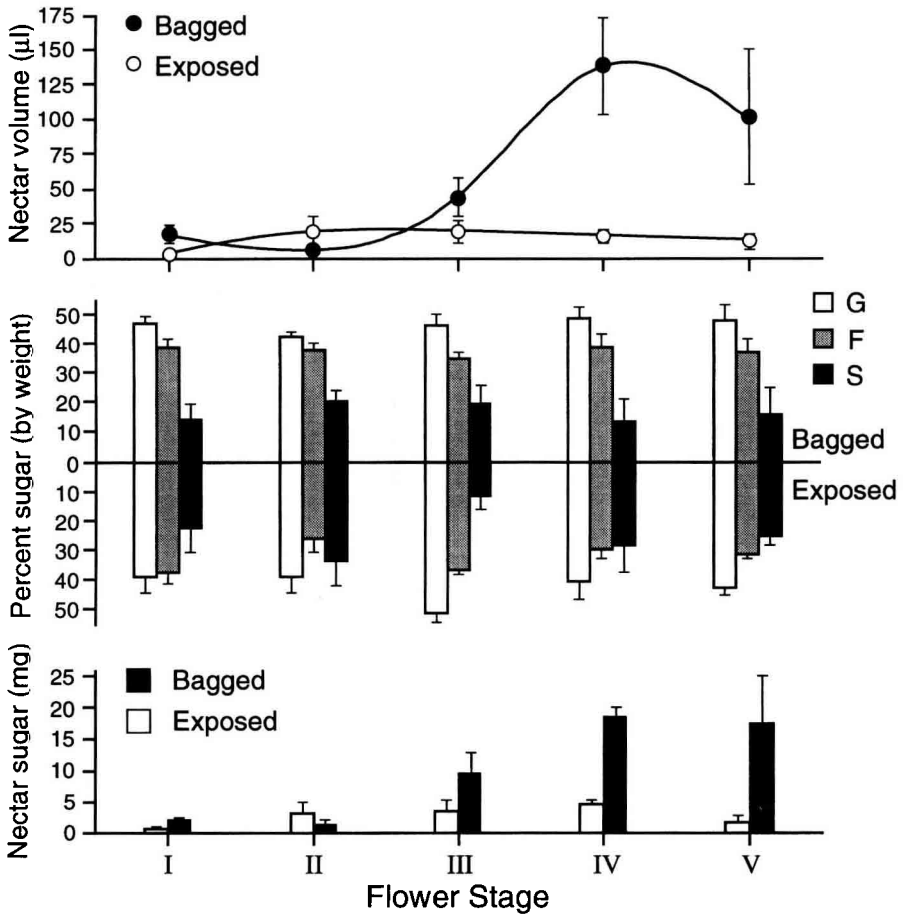 Nectar volume (µl)
175
150
125
100
75
50
25
0
Bagged
Exposed
Percent sugar (by weight)
50
40
30
20
10
0
10
20
30
40
50
G
F
S
Bagged
Exposed
Nectar sugar (mg)
25
20
15
10
5
0
Bagged
Exposed
I II III IV V
Flower Stage